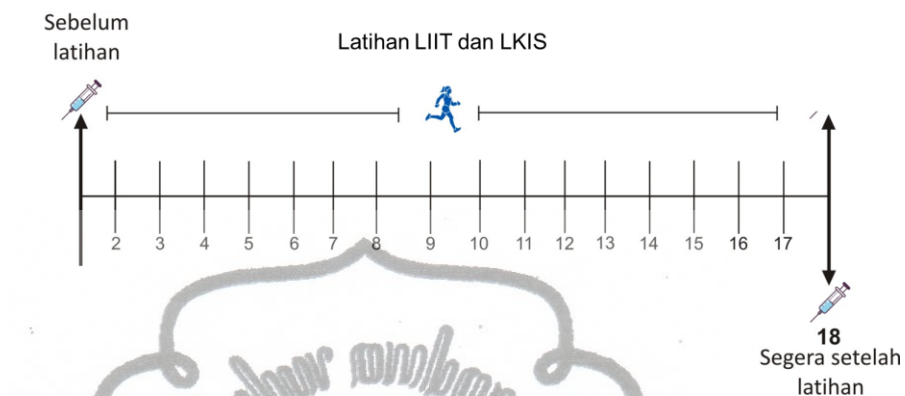 Sebelum
latihan
Latihan LIIT dan LKIS
2 3 4 5 6 7 8 9 10 11 12 13 14 15 16 17
18
Segera setelah
latihan